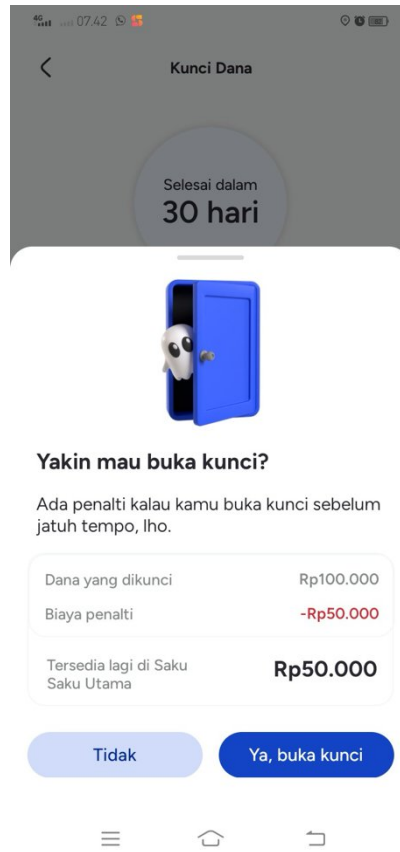 4G 07.42
Kunci Dana
Selesai dalam
30 hari
Yakin mau buka kunci?
Ada penalti kalau kamu buka kunci sebelum
jatuh tempo, lho.
Dana yang dikunci Rp100.000
Biaya penalti -Rp50.000
Tersedia lagi di Saku
Saku Utama
Rp50.000
Tidak
Ya, buka kunci